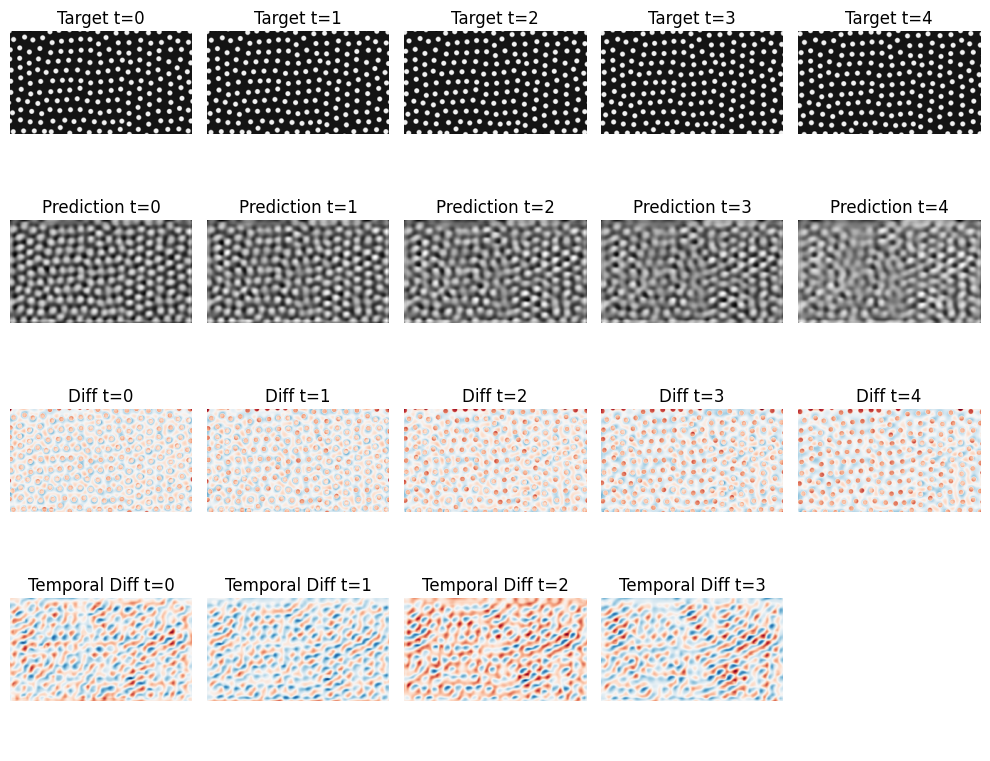 Target t=0 Target t=1 Target t=2 Target t=3 Target t=4
Prediction t=0 Prediction t=1 Prediction t=2 Prediction t=3 Prediction t=4
Diff t=0 Diff t=1 Diff t=2 Diff t=3 Diff t=4
Temporal Diff t=0 Temporal Diff t=1 Temporal Diff t=2 Temporal Diff t=3